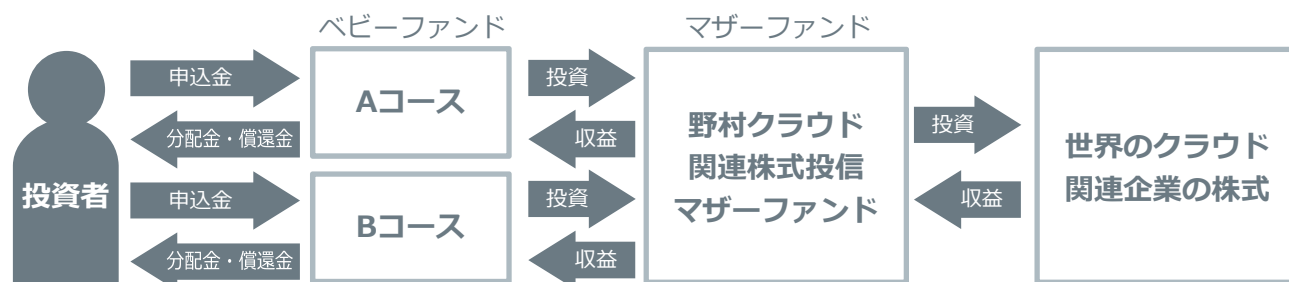 ベビーファンド
マザーファンド
投資者
申込金
分配金・償還金
申込金
分配金・償還金
Aコース
Bコース
投資
収益
投資
収益
野村クラウド
関連株式投信
マザーファンド
投資
収益
世界のクラウド
関連企業の株式